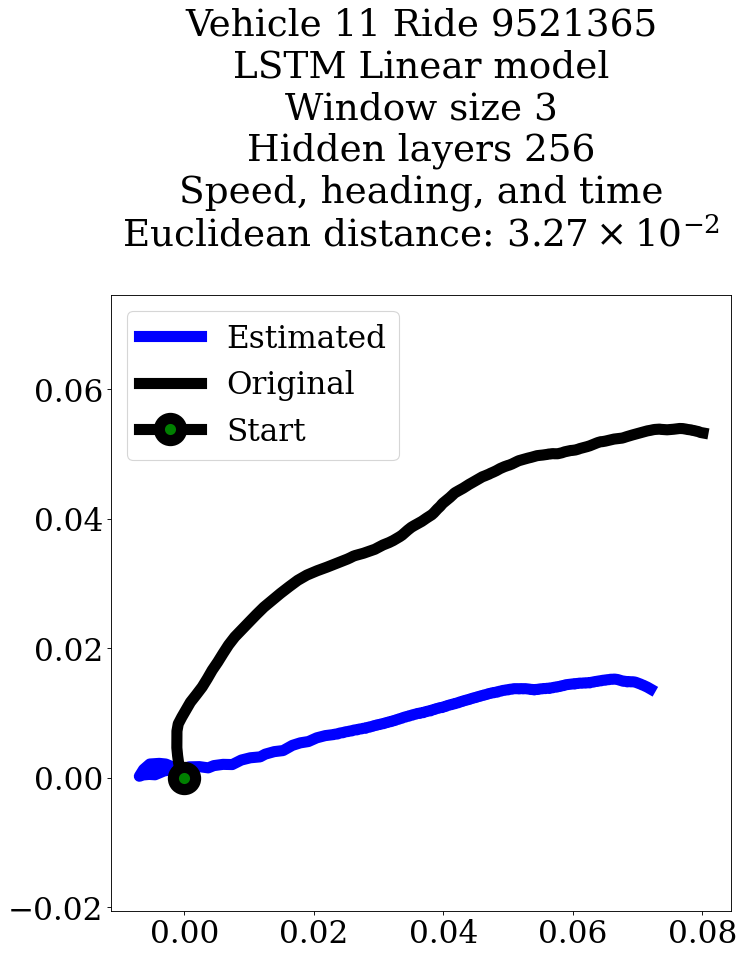 Vehicle 11 Ride 9521365
LSTM Linear model
Window size 3
Hidden layers 256
Speed, heading, and time
Euclidean distance: 3.27 × 10⁻²
Estimated
Original
Start
0.06
0.04
0.02
0.00
−0.02
0.00 0.02 0.04 0.06 0.08